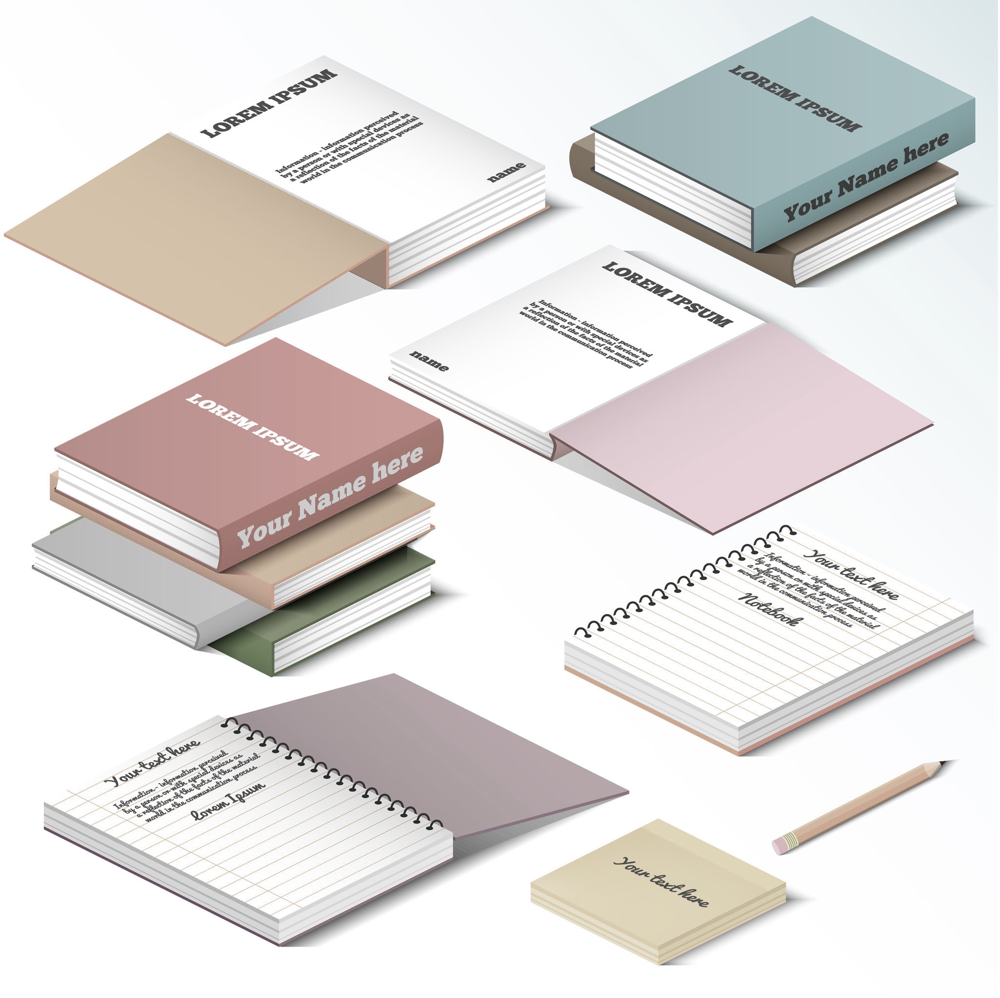 LOREM IPSUM
Information - information perceived
by a person or with special devices as
a reflection of the facts of the material
world in the communication process
name
LOREM IPSUM
Your Name here
LOREM IPSUM
Information - information perceived
by a person or with special devices as
a reflection of the facts of the material
world in the communication process
name
LOREM IPSUM
Your Name here
Your text here
Information - information perceived
by a person or with special devices as
a reflection of the facts of the material
world in the communication process
Notebook
Your text here
Information - information perceived
by a person or with special devices as
a reflection of the facts of the material
world in the communication process
Lorem Ipsum
Your text here